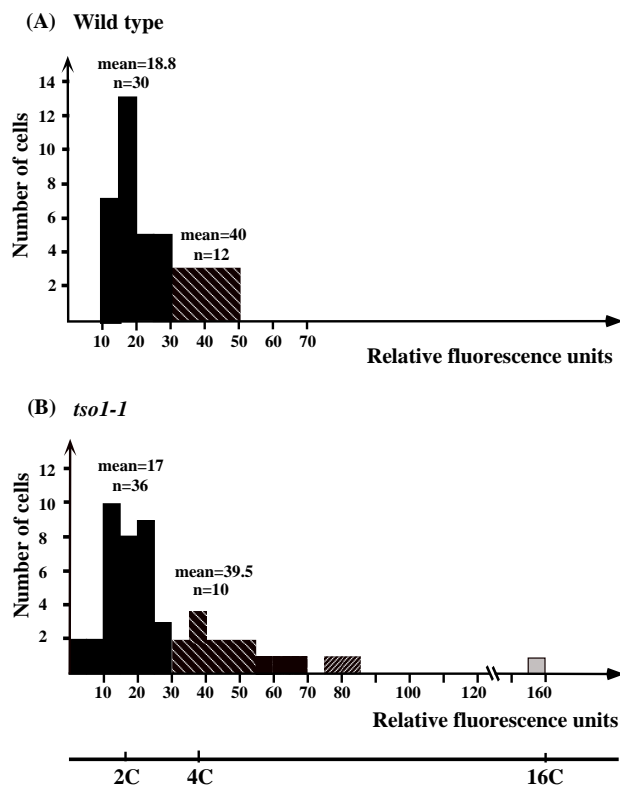 (A) Wild type
mean=18.8
n=30
mean=40
n=12
Number of cells
14
12
10
8
6
4
2
10 20 30 40 50 60 70
Relative fluorescence units
(B) tso1-1
mean=17
n=36
mean=39.5
n=10
Number of cells
12
10
8
6
4
2
10 20 30 40 50 60 70 80 100 120 160
Relative fluorescence units
2C 4C 16C